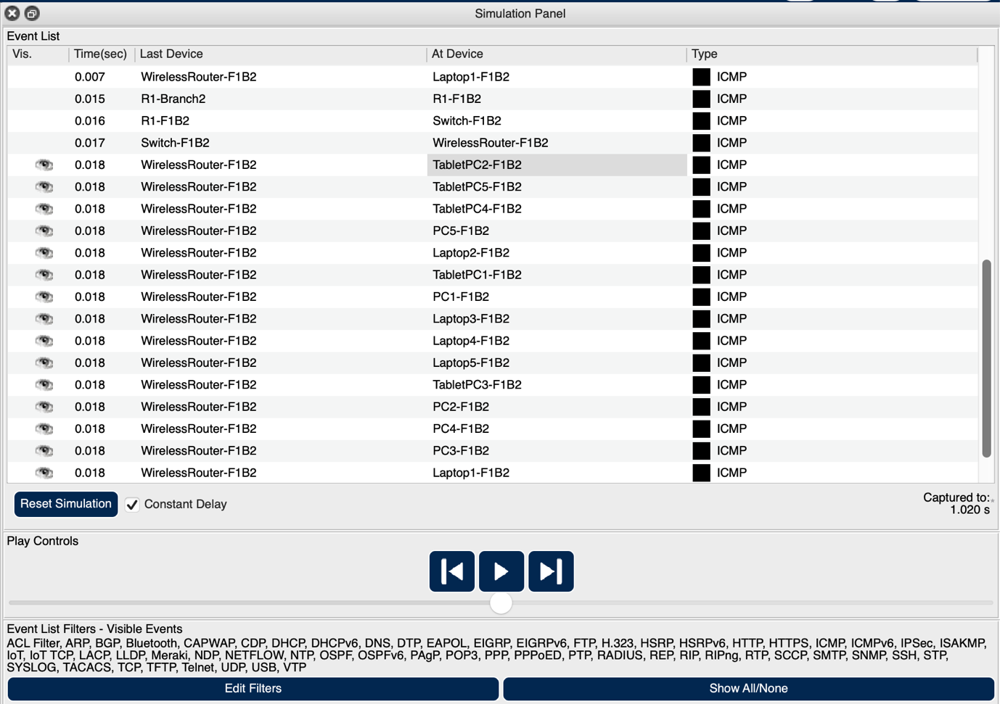 Simulation Panel
Event List
Vis. Time(sec) Last Device At Device Type
0.007 WirelessRouter-F1B2 Laptop1-F1B2 ICMP
0.015 R1-Branch2 R1-F1B2 ICMP
0.016 R1-F1B2 Switch-F1B2 ICMP
0.017 Switch-F1B2 WirelessRouter-F1B2 ICMP
0.018 WirelessRouter-F1B2 TabletPC2-F1B2 ICMP
0.018 WirelessRouter-F1B2 TabletPC5-F1B2 ICMP
0.018 WirelessRouter-F1B2 TabletPC4-F1B2 ICMP
0.018 WirelessRouter-F1B2 PC5-F1B2 ICMP
0.018 WirelessRouter-F1B2 Laptop2-F1B2 ICMP
0.018 WirelessRouter-F1B2 TabletPC1-F1B2 ICMP
0.018 WirelessRouter-F1B2 PC1-F1B2 ICMP
0.018 WirelessRouter-F1B2 Laptop3-F1B2 ICMP
0.018 WirelessRouter-F1B2 Laptop4-F1B2 ICMP
0.018 WirelessRouter-F1B2 Laptop5-F1B2 ICMP
0.018 WirelessRouter-F1B2 TabletPC3-F1B2 ICMP
0.018 WirelessRouter-F1B2 PC2-F1B2 ICMP
0.018 WirelessRouter-F1B2 PC4-F1B2 ICMP
0.018 WirelessRouter-F1B2 PC3-F1B2 ICMP
0.018 WirelessRouter-F1B2 Laptop1-F1B2 ICMP
Reset Simulation Constant Delay Captured to:*
1.020 s
Play Controls
Event List Filters - Visible Events
ACL Filter, ARP, BGP, Bluetooth, CAPWAP, CDP, DHCP, DHCPv6, DNS, DTP, EAPOL, EIGRP, EIGRPv6, FTP, H.323, HSRP, HSRPv6, HTTP, HTTPS, ICMP, ICMPv6, IPSec, ISAKMP,
IoT, IoT TCP, LACP, LLDP, Meraki, NDP, NETFLOW, NTP, OSPF, OSPFv6, PAgP, POP3, PPP, PPPoED, PTP, RADIUS, REP, RIP, RIPng, RTP, SCCP, SMTP, SNMP, SSH, STP,
SYSLOG, TACACS, TCP, TFTP, Telnet, UDP, USB, VTP
Edit Filters Show All/None